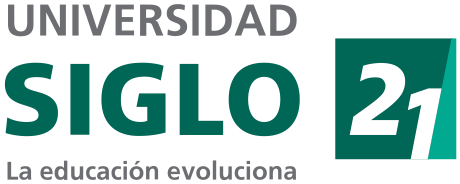 UNIVERSIDAD
SIGLO 21
La educación evoluciona